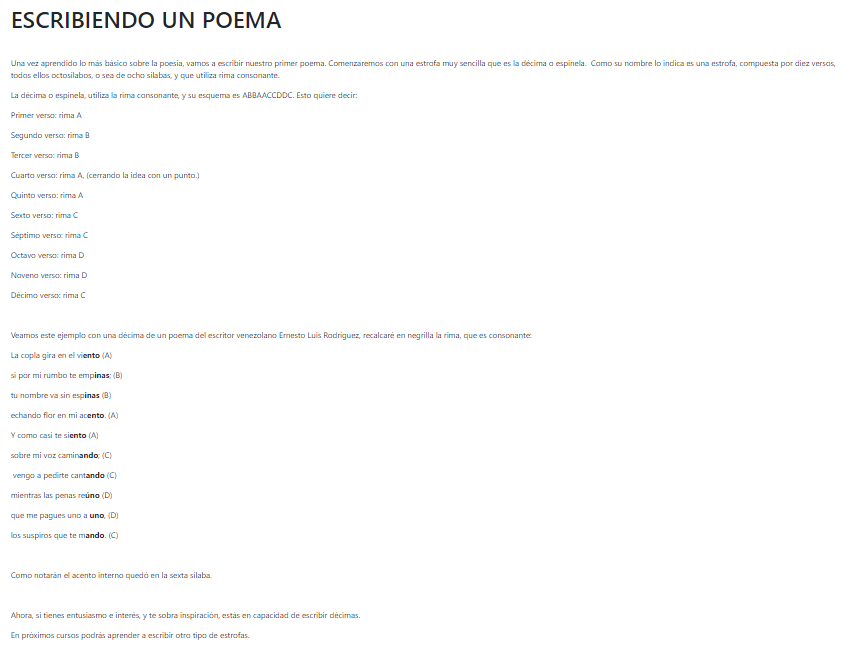 ESCRIBIENDO UN POEMA
Una vez aprendido lo más básico sobre la poesía, vamos a escribir nuestro primer poema. Comenzaremos con una estrofa muy sencilla que es la décima o espinela.  Como su nombre lo indica es una estrofa, compuesta por diez versos,
todos ellos octosílabos, o sea de ocho sílabas, y que utiliza rima consonante.
La décima o espinela, utiliza la rima consonante, y su esquema es ABBAACCDDC. Esto quiere decir:
Primer verso: rima A
Segundo verso: rima B
Tercer verso: rima B
Cuarto verso: rima A, (cerrando la idea con un punto.)
Quinto verso: rima A
Sexto verso: rima C
Séptimo verso: rima C
Octavo verso: rima D
Noveno verso: rima D
Décimo verso: rima C
Veamos este ejemplo con una décima de un poema del escritor venezolano Ernesto Luis Rodríguez, recalcaré en negrilla la rima, que es consonante:
La copla gira en el viento (A)
si por mi rumbo te empinas; (B)
tu nombre va sin espinas (B)
echando flor en mi acento. (A)
Y como casi te siento (A)
sobre mi voz caminando; (C)
vengo a pedirte cantando (C)
mientras las penas reúno (D)
que me pagues uno a uno, (D)
los suspiros que te mando. (C)
Como notarán el acento interno quedó en la sexta sílaba.
Ahora, si tienes entusiasmo e interés, y te sobra inspiración, estás en capacidad de escribir décimas.
En próximos cursos podrás aprender a escribir otro tipo de estrofas.